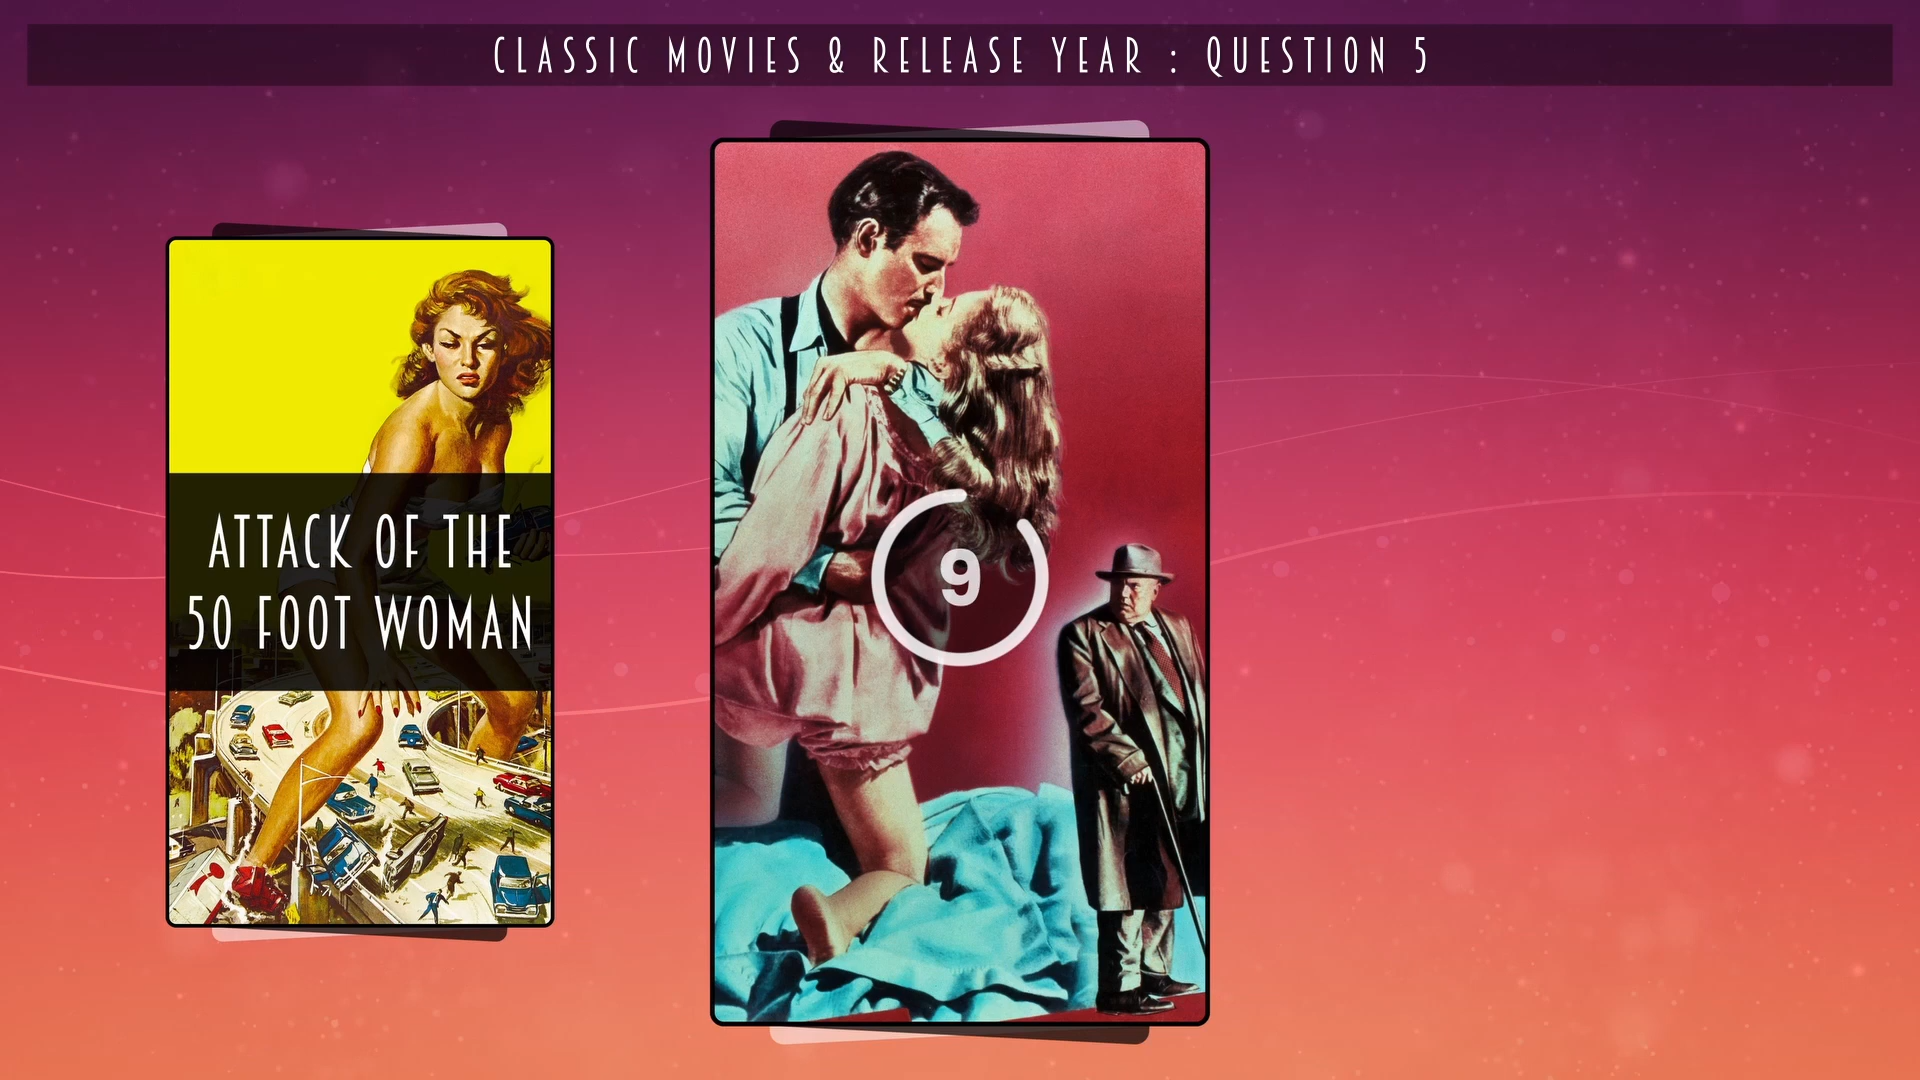 CLASSIC MOVIES & RELEASE YEAR : QUESTION 5
ATTACK OF THE
50 FOOT WOMAN
9